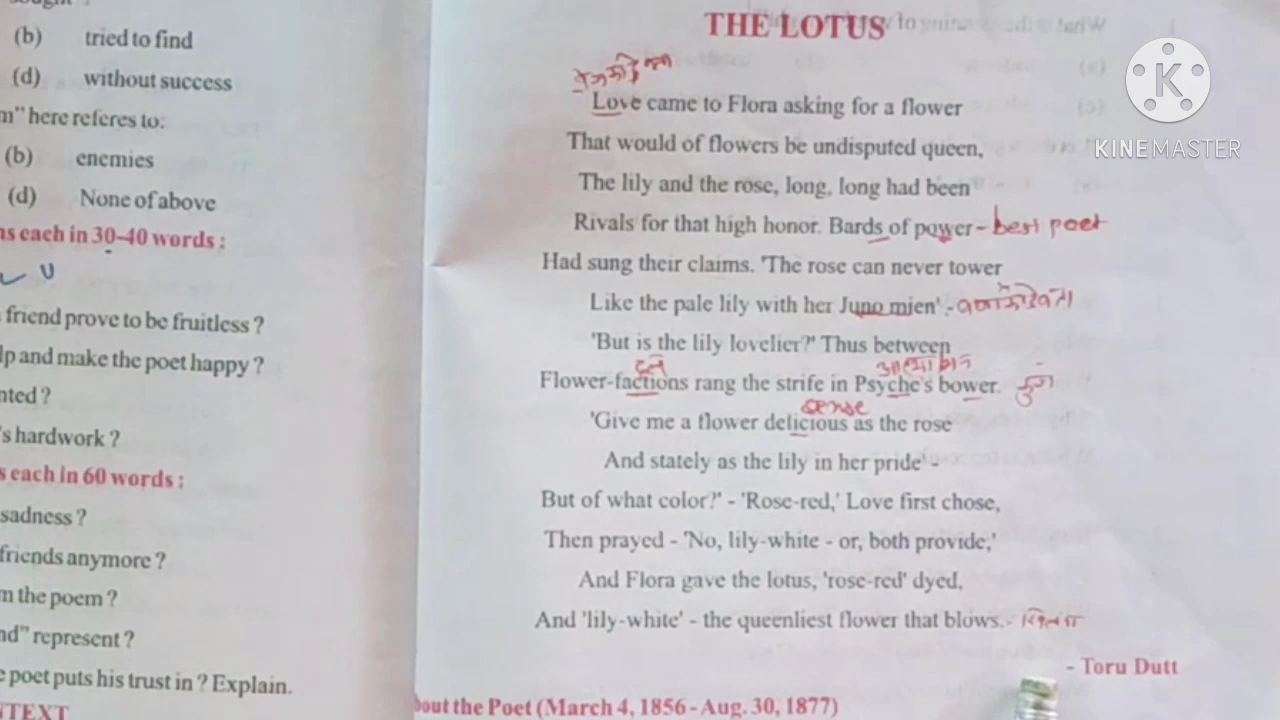 (b) tried to find
(d) without success
m" here referes to:
(b) enemies
(d) None of above
ns each in 30-40 words :
friend prove to be fruitless ?
lp and make the poet happy ?
nted ?
's hardwork ?
s each in 60 words :
sadness ?
friends anymore ?
m the poem ?
nd" represent ?
e poet puts his trust in ? Explain.
NTEXT
THE LOTUS
Love came to Flora asking for a flower
That would of flowers be undisputed queen,
The lily and the rose, long, long had been
Rivals for that high honor. Bards of power - best poet
Had sung their claims. 'The rose can never tower
Like the pale lily with her Juno mien' -
'But is the lily lovelier?' Thus between
Flower-factions rang the strife in Psyche's bower.
sense
'Give me a flower delicious as the rose
And stately as the lily in her pride' -
But of what color?' - 'Rose-red,' Love first chose,
Then prayed - 'No, lily-white - or, both provide;'
And Flora gave the lotus, 'rose-red' dyed,
And 'lily-white' - the queenliest flower that blows.
- Toru Dutt
bout the Poet (March 4, 1856 - Aug. 30, 1877)
K
KINEMASTER